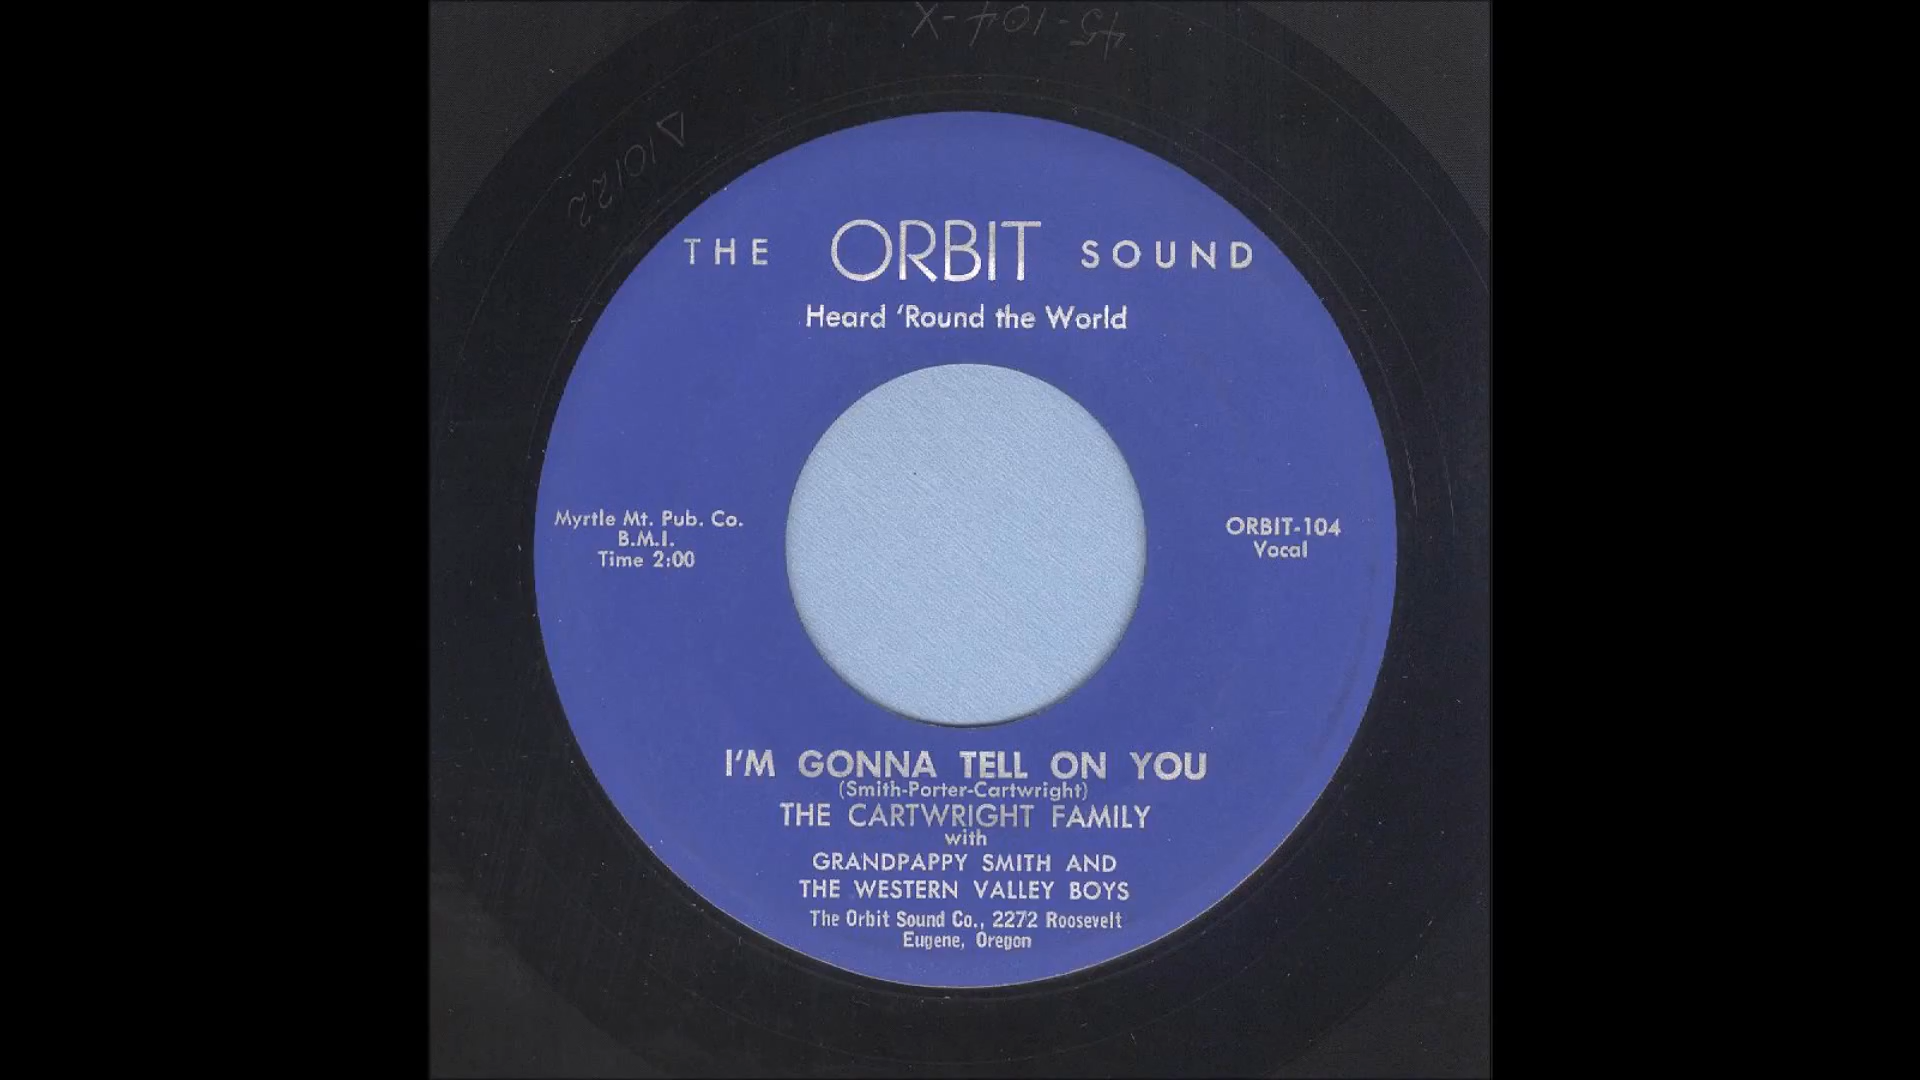 45-104-X
Δ10122
THE ORBIT SOUND
Heard ‘Round the World
Myrtle Mt. Pub. Co.
B.M.I.
Time 2:00
ORBIT-104
Vocal
I'M GONNA TELL ON YOU
(Smith-Porter-Cartwright)
THE CARTWRIGHT FAMILY
with
GRANDPAPPY SMITH AND
THE WESTERN VALLEY BOYS
The Orbit Sound Co., 2272 Roosevelt
Eugene, Oregon